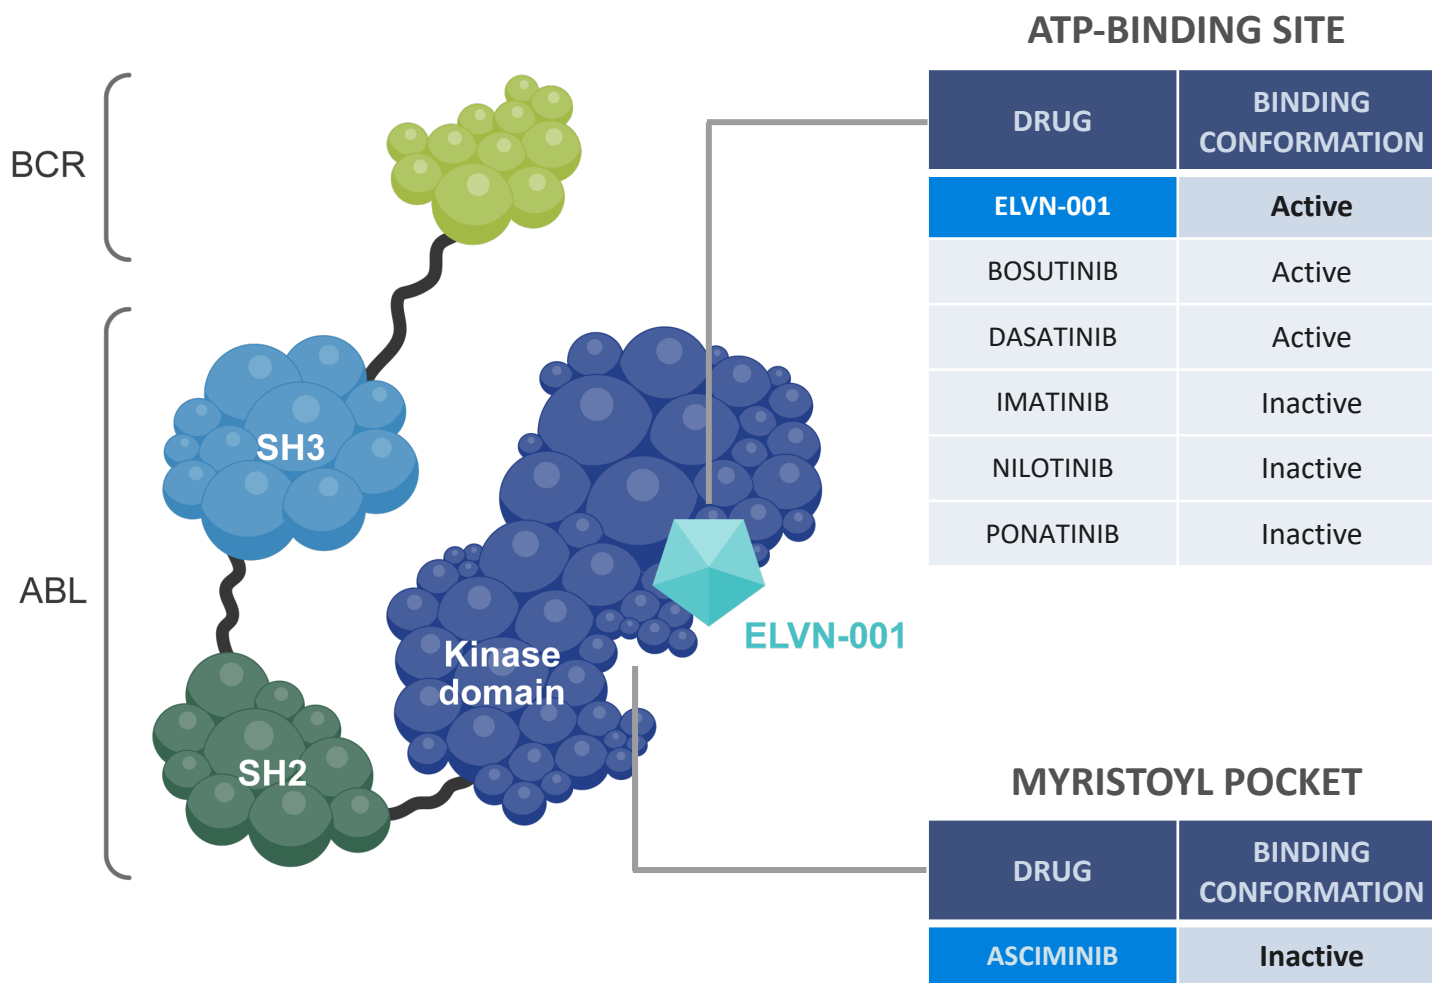 BCR
ABL
SH3
SH2
Kinase
domain
ELVN-001
ATP-BINDING SITE
DRUG
BINDING
CONFORMATION
ELVN-001
Active
BOSUTINIB
Active
DASATINIB
Active
IMATINIB
Inactive
NILOTINIB
Inactive
PONATINIB
Inactive
MYRISTOYL POCKET
DRUG
BINDING
CONFORMATION
ASCIMINIB
Inactive